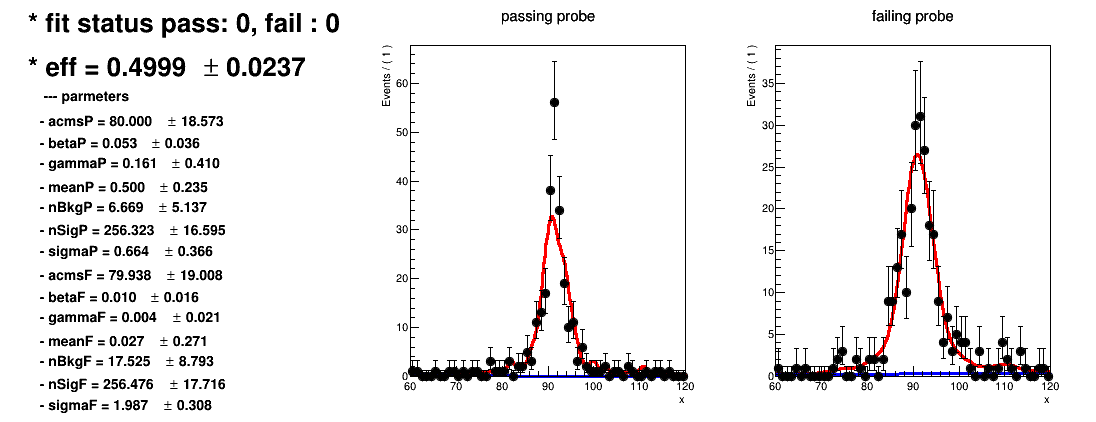 * fit status pass: 0, fail : 0
* eff = 0.4999 ± 0.0237
--- parmeters
- acmsP = 80.000 ± 18.573
- betaP = 0.053 ± 0.036
- gammaP = 0.161 ± 0.410
- meanP = 0.500 ± 0.235
- nBkgP = 6.669 ± 5.137
- nSigP = 256.323 ± 16.595
- sigmaP = 0.664 ± 0.366
- acmsF = 79.938 ± 19.008
- betaF = 0.010 ± 0.016
- gammaF = 0.004 ± 0.021
- meanF = 0.027 ± 0.271
- nBkgF = 17.525 ± 8.793
- nSigF = 256.476 ± 17.716
- sigmaF = 1.987 ± 0.308
passing probe
Events / ( 1 )
60
50
40
30
20
10
0
60 70 80 90 100 110 120
x
failing probe
Events / ( 1 )
35
30
25
20
15
10
5
0
60 70 80 90 100 110 120
x